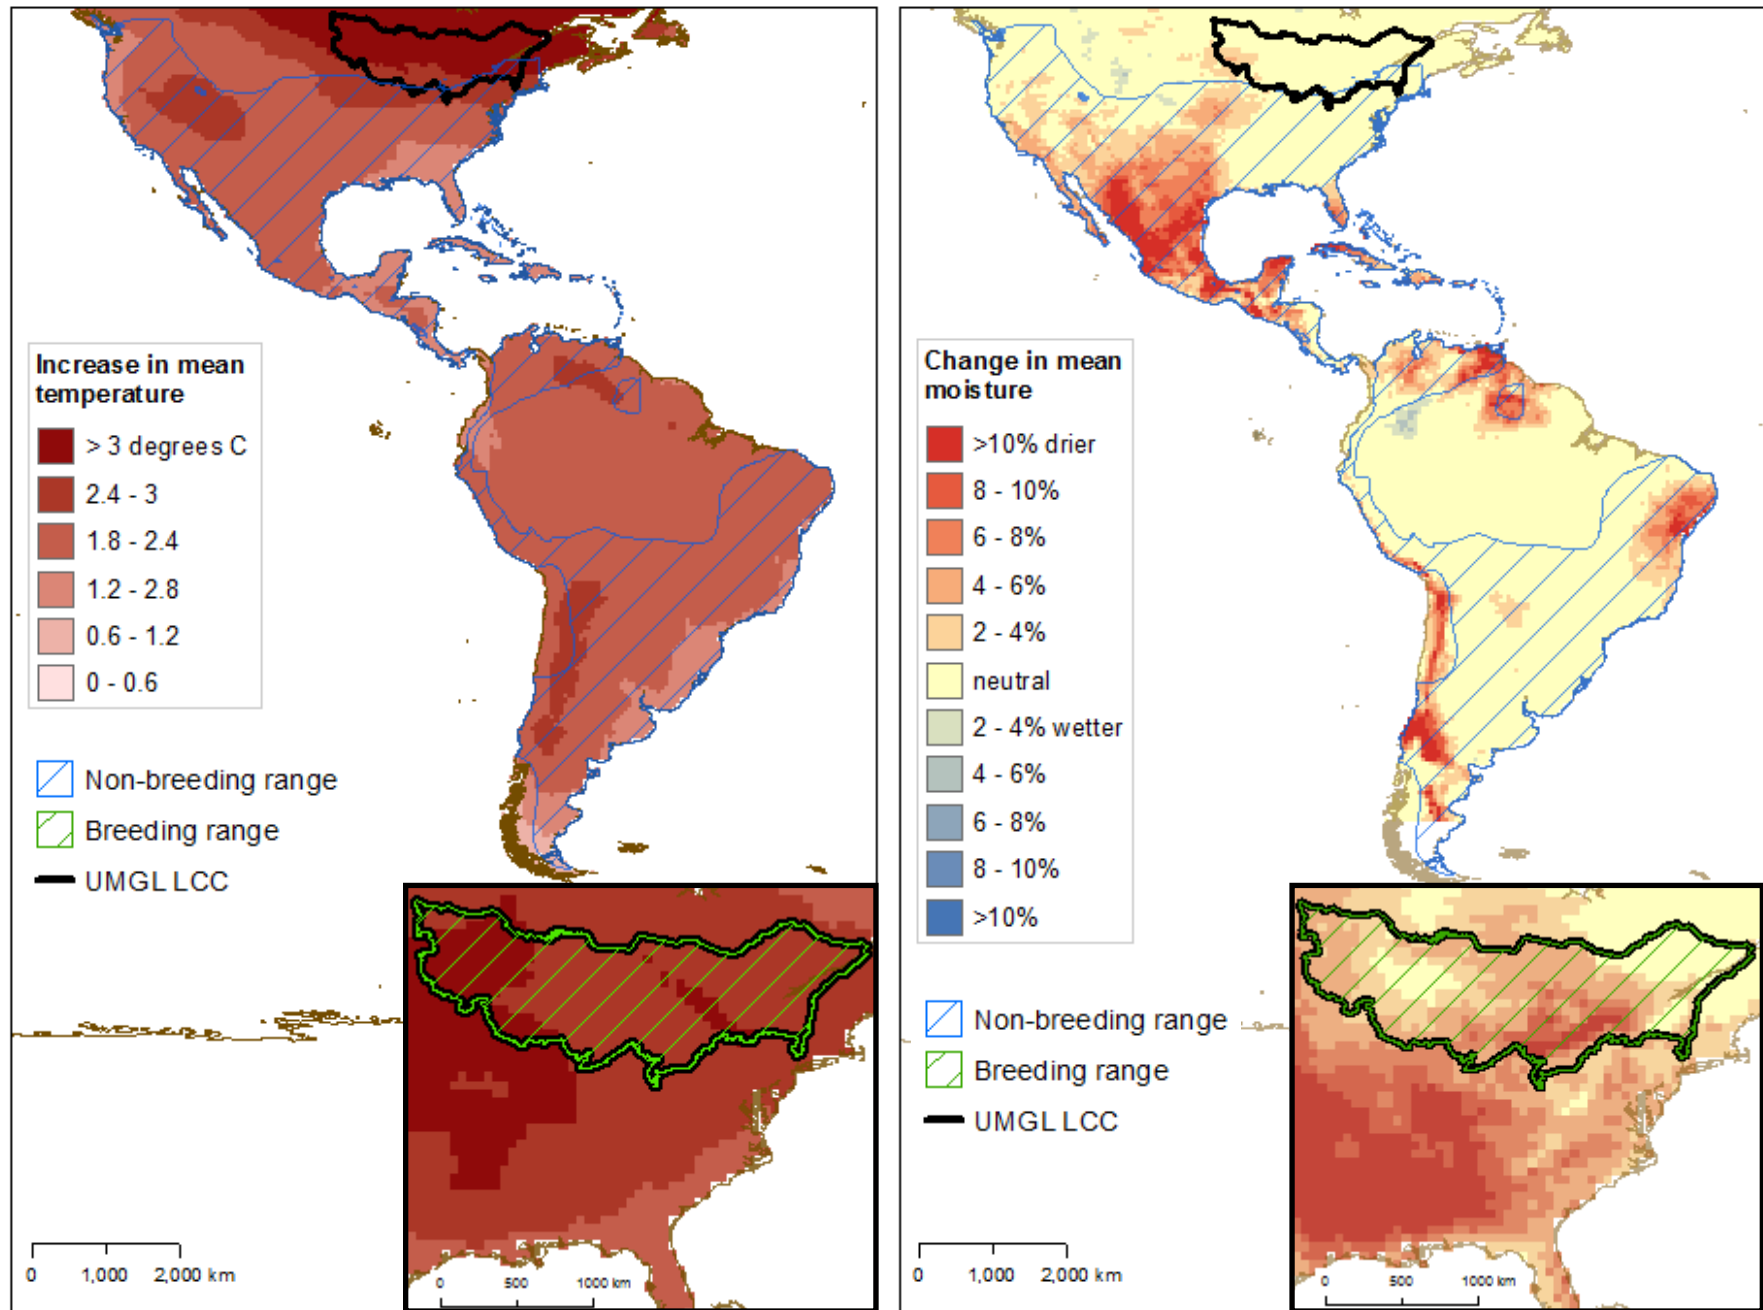 Increase in mean
temperature
> 3 degrees C
2.4 - 3
1.8 - 2.4
1.2 - 2.8
0.6 - 1.2
0 - 0.6
Non-breeding range
Breeding range
UMGL LCC
0 1,000 2,000 km
0 500 1000 km
Change in mean
moisture
>10% drier
8 - 10%
6 - 8%
4 - 6%
2 - 4%
neutral
2 - 4% wetter
4 - 6%
6 - 8%
8 - 10%
>10%
Non-breeding range
Breeding range
UMGL LCC
0 1,000 2,000 km
0 500 1000 km